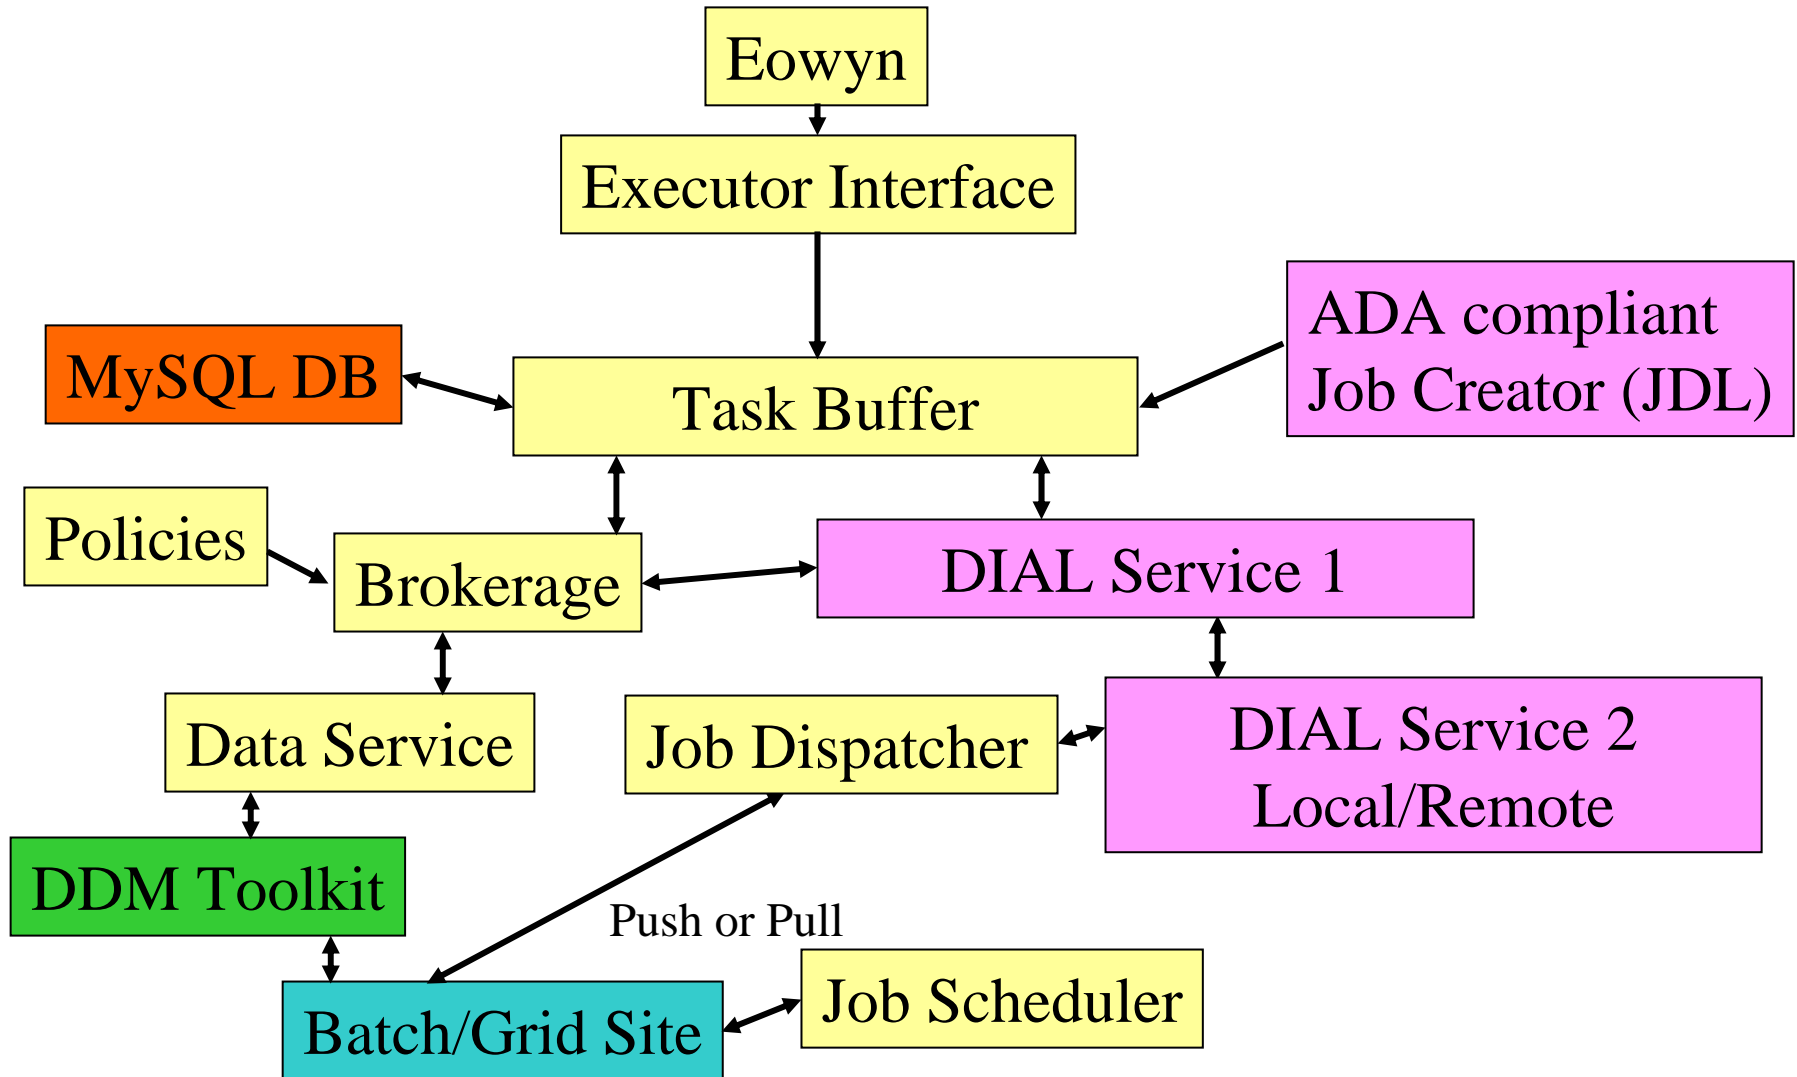 Eowyn
Executor Interface
ADA compliant
Job Creator (JDL)
MySQL DB
Task Buffer
Policies
Brokerage
DIAL Service 1
Data Service
Job Dispatcher
DIAL Service 2
Local/Remote
DDM Toolkit
Push or Pull
Job Scheduler
Batch/Grid Site